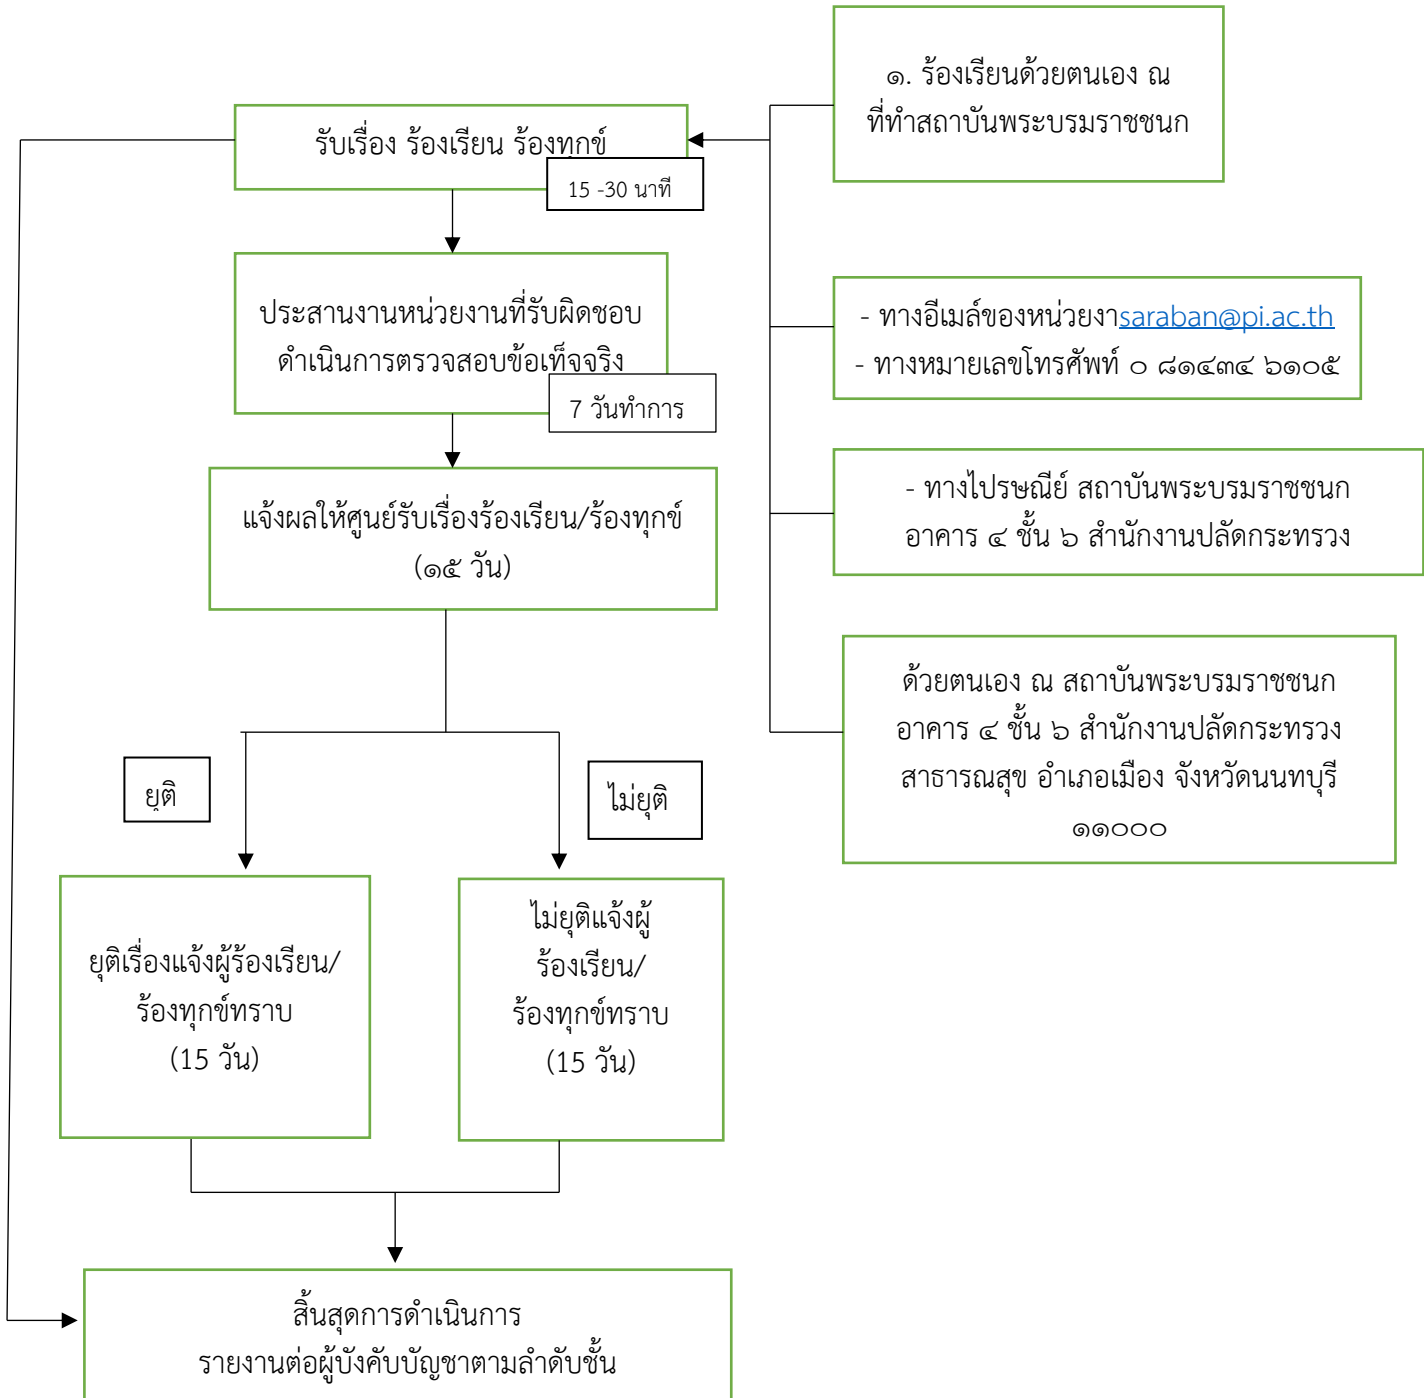 ๑. ร้องเรียนด้วยตนเอง ณ
ที่ทำสถาบันพระบรมราชชนก
รับเรื่อง ร้องเรียน ร้องทุกข์
15 -30 นาที
ประสานงานหน่วยงานที่รับผิดชอบ
ดำเนินการตรวจสอบข้อเท็จจริง
7 วันทำการ
- ทางอีเมล์ของหน่วยงาsaraban@pi.ac.th
- ทางหมายเลขโทรศัพท์ ๐ ๘๑๔๓๔ ๖๑๐๕
แจ้งผลให้ศูนย์รับเรื่องร้องเรียน/ร้องทุกข์
(๑๕ วัน)
- ทางไปรษณีย์ สถาบันพระบรมราชชนก
อาคาร ๔ ชั้น ๖ สำนักงานปลัดกระทรวง
ด้วยตนเอง ณ สถาบันพระบรมราชชนก
อาคาร ๔ ชั้น ๖ สำนักงานปลัดกระทรวง
สาธารณสุข อำเภอเมือง จังหวัดนนทบุรี
๑๑๐๐๐
ยุติ
ไม่ยุติ
ยุติเรื่องแจ้งผู้ร้องเรียน/
ร้องทุกข์ทราบ
(15 วัน)
ไม่ยุติแจ้งผู้
ร้องเรียน/
ร้องทุกข์ทราบ
(15 วัน)
สิ้นสุดการดำเนินการ
รายงานต่อผู้บังคับบัญชาตามลำดับชั้น